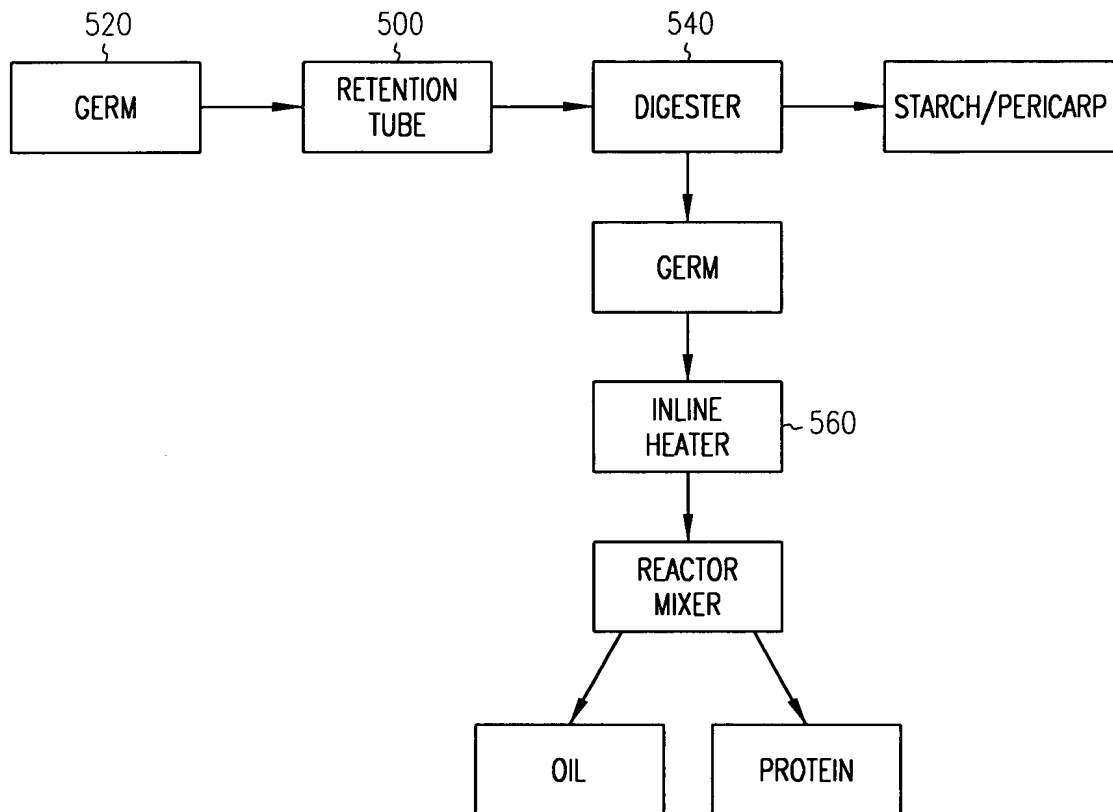 520
500
540
GERM
RETENTION
TUBE
DIGESTER
STARCH/PERICARP
GERM
INLINE
HEATER
560
REACTOR
MIXER
OIL
PROTEIN